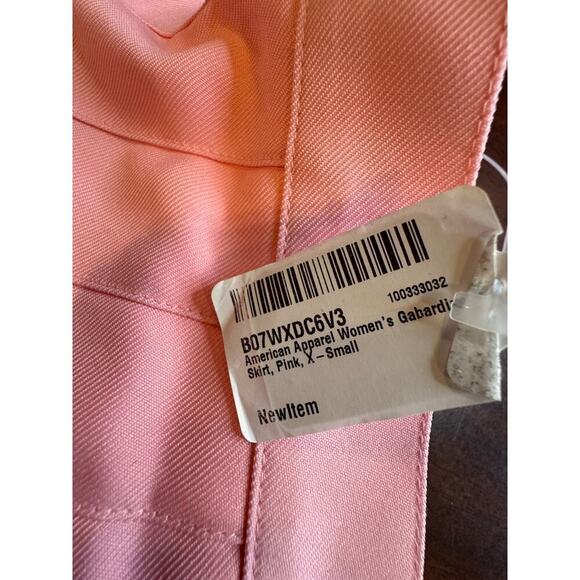 100333032
B07WXDC6V3
American Apparel Women's Gabardi
Skirt, Pink, X-Small
NewItem